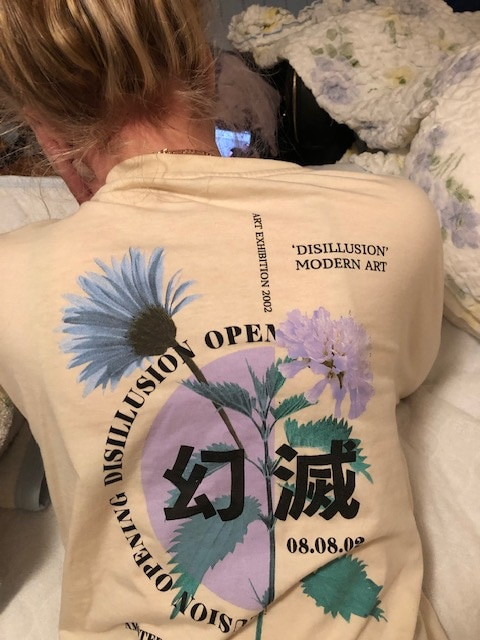 ART EXHIBITION 2002
'DISILLUSION'
MODERN ART
OPENING DISILLUSION OPEN
幻滅
08.08.02